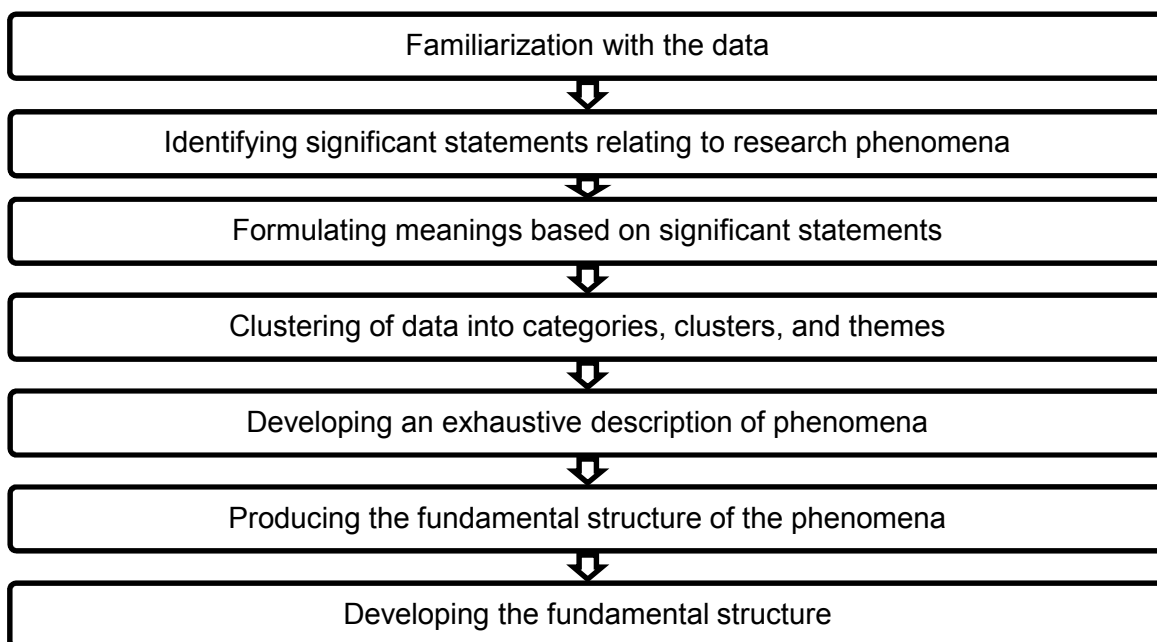 Familiarization with the data
Identifying significant statements relating to research phenomena
Formulating meanings based on significant statements
Clustering of data into categories, clusters, and themes
Developing an exhaustive description of phenomena
Producing the fundamental structure of the phenomena
Developing the fundamental structure